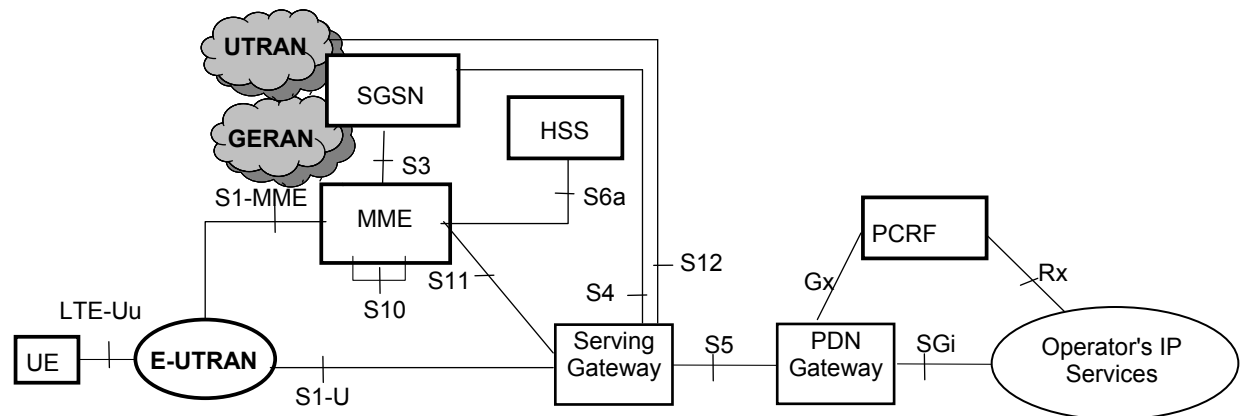 UTRAN
SGSN
HSS
GERAN
S3
S1-MME
S6a
MME
PCRF
S12
S11
Gx
Rx
S4
S10
LTE-Uu
UE
E-UTRAN
Serving
Gateway
S5
PDN
Gateway
SGi
Operator's IP
Services
S1-U